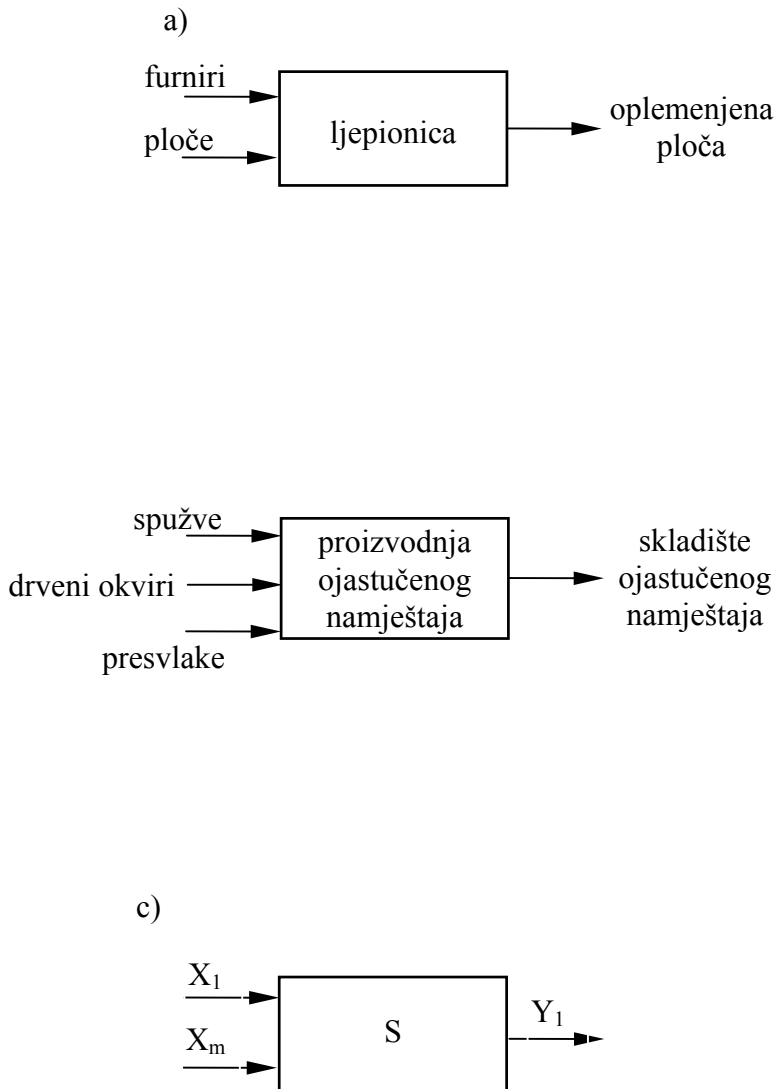 a)
furniri
ploče
ljepionica
oplemenjena
ploča
spužve
drveni okviri
presvlake
proizvodnja
ojastučenog
namještaja
skladište
ojastučenog
namještaja
c)
X₁
Xₘ
S
Y₁